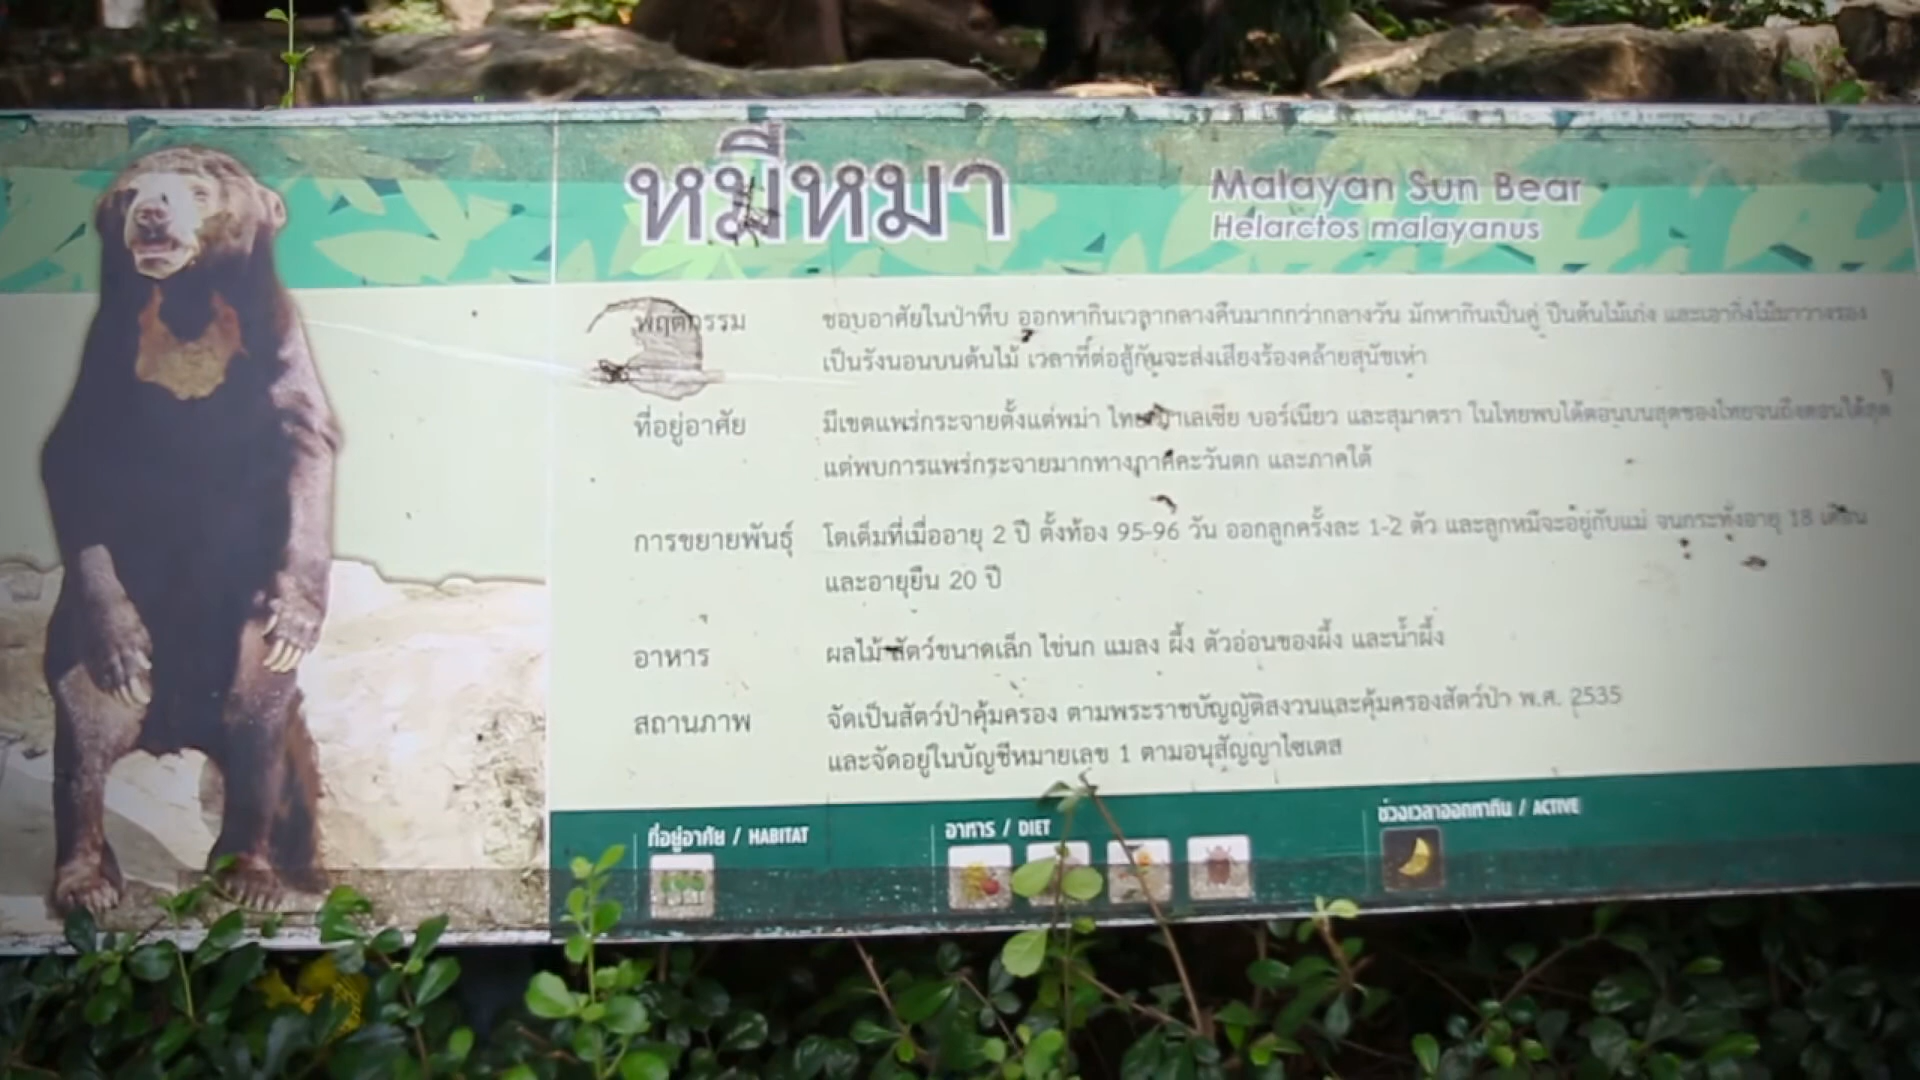 หมีหมา
Malayan Sun Bear
Helarctos malayanus
พฤติกรรม ชอบอาศัยในป่าทึบ ออกหากินเวลากลางคืนมากกว่ากลางวัน มักหากินเป็นคู่ ปีนต้นไม้เก่ง และเอากิ่งไม้มาวางรอง
เป็นรังนอนบนต้นไม้ เวลาที่ต่อสู้กันจะส่งเสียงร้องคล้ายสุนัขเห่า
ที่อยู่อาศัย มีเขตแพร่กระจายตั้งแต่พม่า ไทย มาเลเซีย บอร์เนียว และสุมาตรา ในไทยพบได้ตอนบนสุดของไทยจนถึงตอนใต้สุด
แต่พบการแพร่กระจายมากทางภาคตะวันตก และภาคใต้
การขยายพันธุ์ โตเต็มที่เมื่ออายุ 2 ปี ตั้งท้อง 95-96 วัน ออกลูกครั้งละ 1-2 ตัว และลูกหมีจะอยู่กับแม่ จนกระทั่งอายุ 18 เดือน
และอายุยืน 20 ปี
อาหาร ผลไม้ สัตว์ขนาดเล็ก ไข่นก แมลง ผึ้ง ตัวอ่อนของผึ้ง และน้ำผึ้ง
สถานภาพ จัดเป็นสัตว์ป่าคุ้มครอง ตามพระราชบัญญัติสงวนและคุ้มครองสัตว์ป่า พ.ศ. 2535
และจัดอยู่ในบัญชีหมายเลข 1 ตามอนุสัญญาไซเตส
ที่อยู่อาศัย / HABITAT
อาหาร / DIET
ช่วงเวลาออกหากิน / ACTIVE